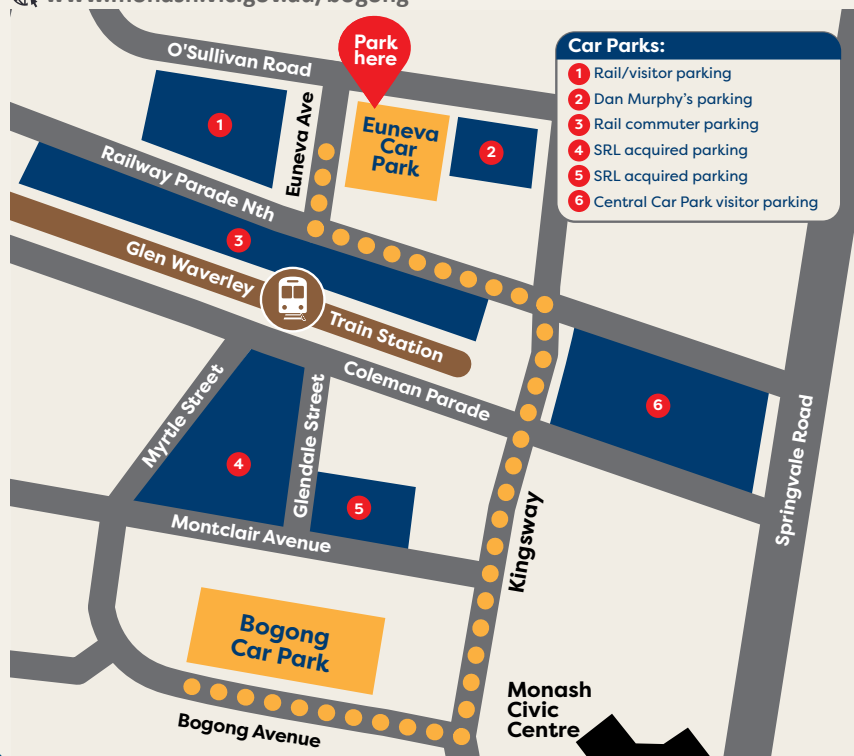 Park
here
O'Sullivan Road
Car Parks:
1 Rail/visitor parking
2 Dan Murphy's parking
3 Rail commuter parking
4 SRL acquired parking
5 SRL acquired parking
6 Central Car Park visitor parking
1
Euneva Ave
Euneva
Car
Park
2
Railway Parade Nth
3
Glen Waverley
Train Station
Coleman Parade
Myrtle Street
Glendale Street
6
Springvale Road
4
5
Montclair Avenue
Kingsway
Bogong
Car Park
Bogong Avenue
Monash
Civic
Centre